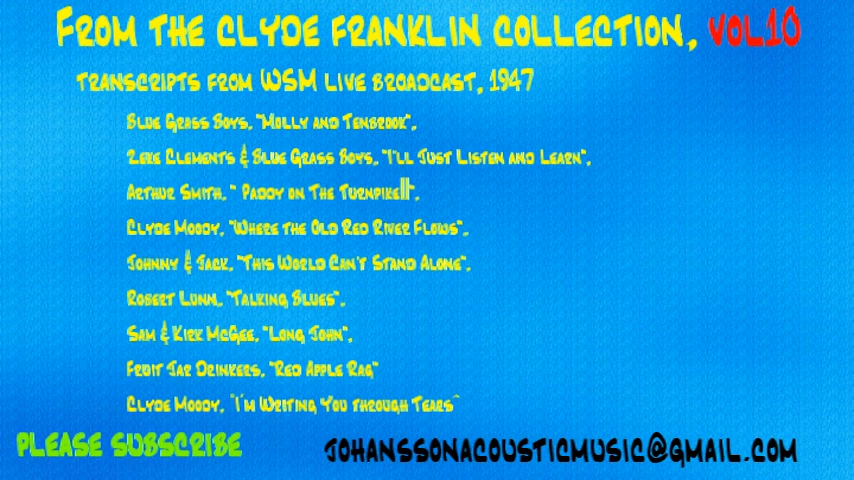 From the clyde franklin collection, vol10
transcripts from WSM live broadcast, 1947
Blue Grass Boys, "Molly and Tenbrook",
Zeke Clements & Blue Grass Boys, "I'll Just Listen and Learn",
Arthur Smith, " Paddy on The Turnpike",
Clyde Moody, "Where the Old Red River Flows",
Johnny & Jack, "This World Can't Stand Alone",
Robert Lunn, "Talking Blues",
Sam & Kirk McGee, "Long John",
Fruit Jar Drinkers, "Red Apple Rag"
Clyde Moody, "I'm Writing You through Tears"
please subscribe
johanssonacousticmusic@gmail.com